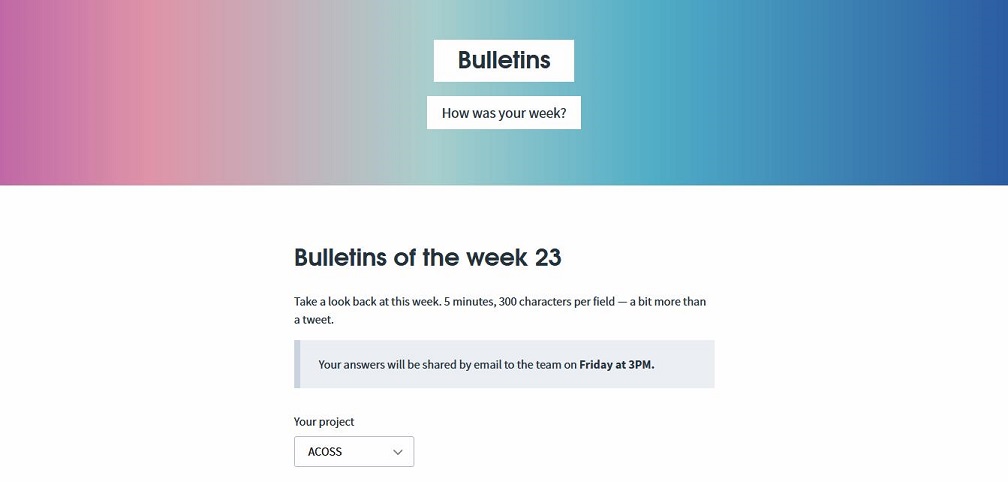 Bulletins
How was your week?
Bulletins of the week 23
Take a look back at this week. 5 minutes, 300 characters per field — a bit more than
a tweet.
Your answers will be shared by email to the team on Friday at 3PM.
Your project
ACOSS